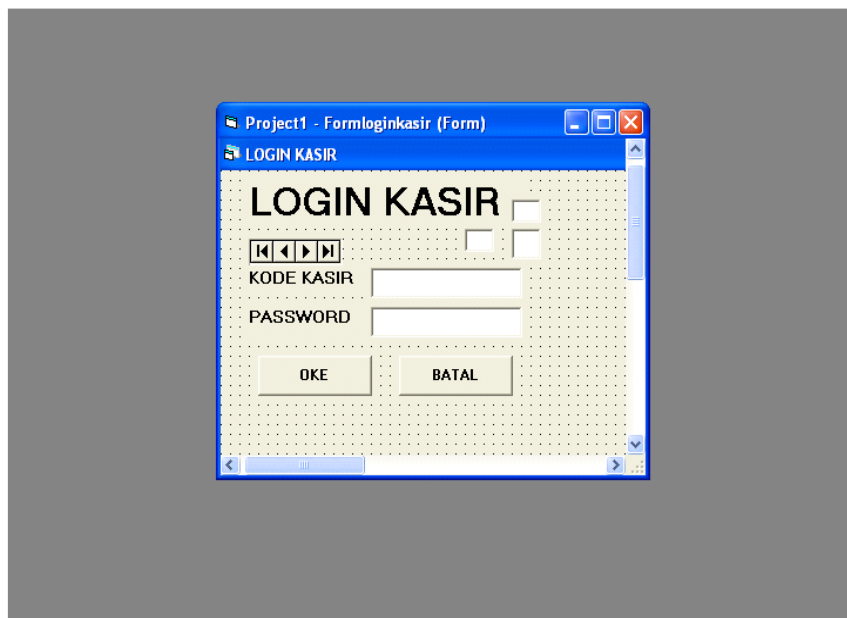 Project1 - Formloginkasir (Form)
LOGIN KASIR
LOGIN KASIR
KODE KASIR
PASSWORD
OKE BATAL